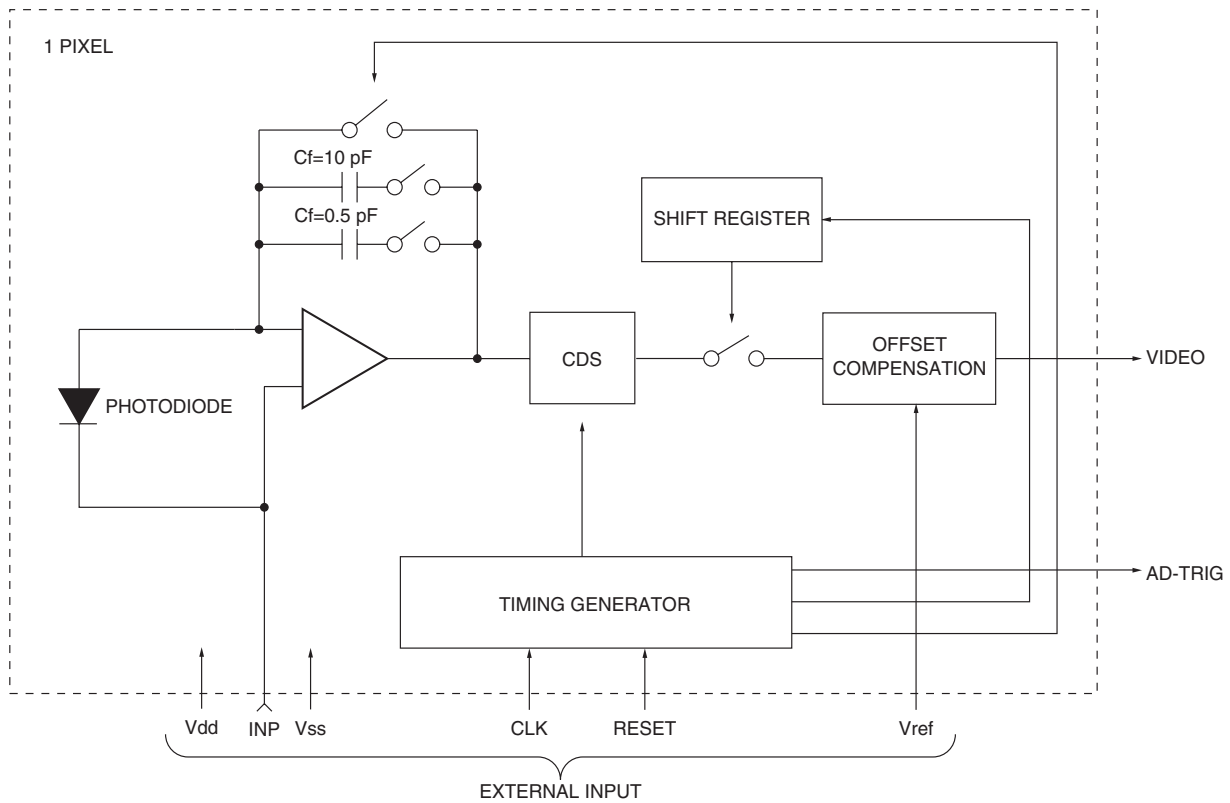 1 PIXEL
Cf=10 pF
Cf=0.5 pF
SHIFT REGISTER
CDS
OFFSET
COMPENSATION
VIDEO
PHOTODIODE
TIMING GENERATOR
AD-TRIG
Vdd
INP
Vss
CLK
RESET
Vref
EXTERNAL INPUT